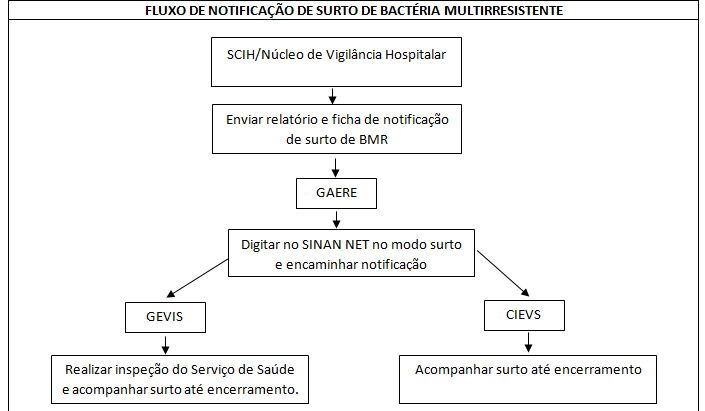 FLUXO DE NOTIFICAÇÃO DE SURTO DE BACTÉRIA MULTIRRESISTENTE
SCIH/Núcleo de Vigilância Hospitalar
Enviar relatório e ficha de notificação
de surto de BMR
GAERE
Digitar no SINAN NET no modo surto
e encaminhar notificação
GEVIS
CIEVS
Realizar inspeção do Serviço de Saúde
e acompanhar surto até encerramento.
Acompanhar surto até encerramento